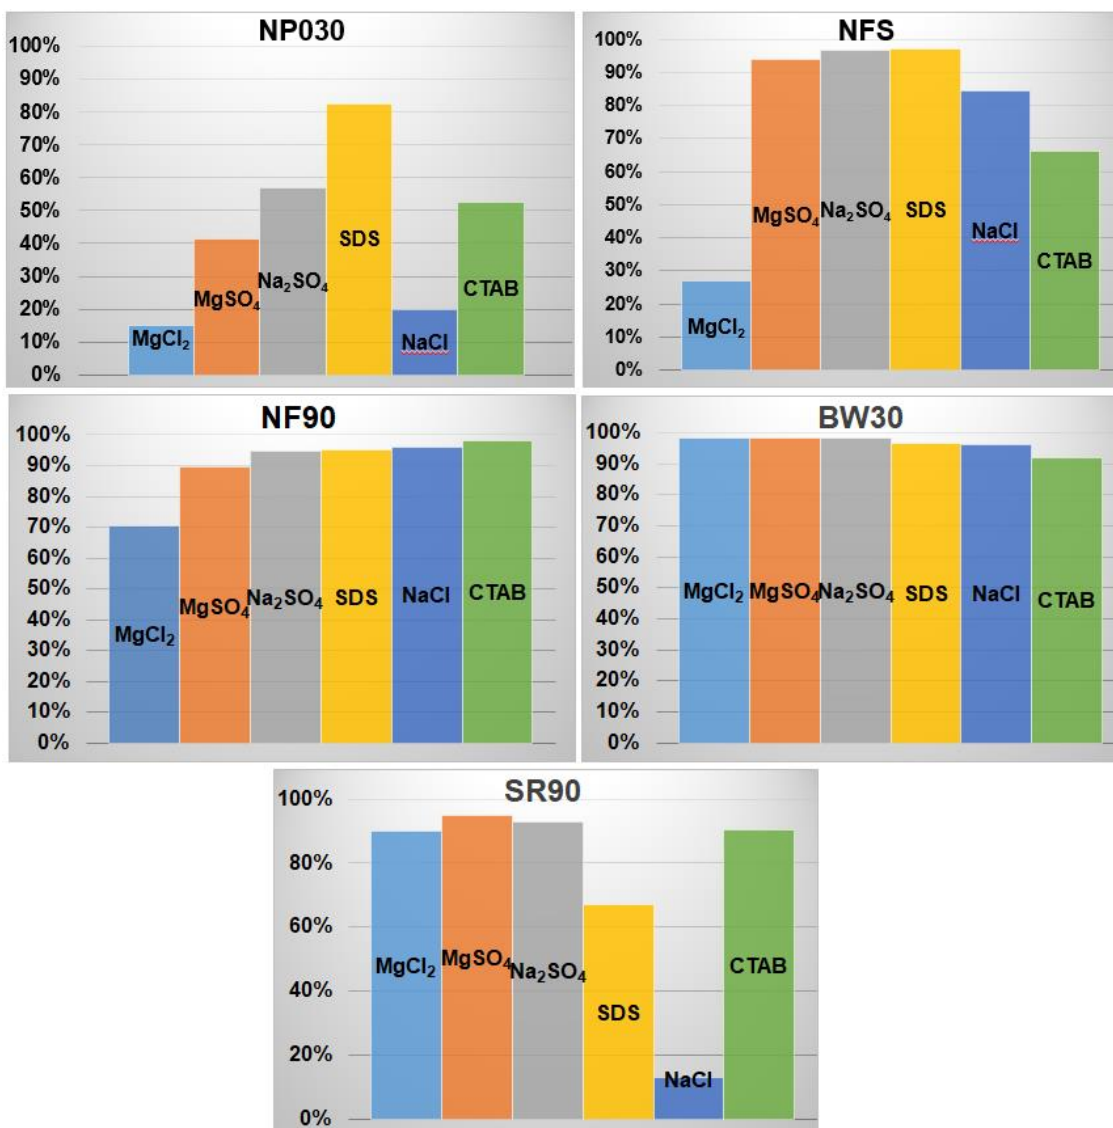 NP030
100%
90%
80%
70%
60%
50%
40%
30%
20%
10%
0%
MgCl₂
MgSO₄
Na₂SO₄
SDS
NaCl
CTAB
NFS
100%
90%
80%
70%
60%
50%
40%
30%
20%
10%
0%
MgCl₂
MgSO₄
Na₂SO₄
SDS
NaCl
CTAB
NF90
100%
90%
80%
70%
60%
50%
40%
30%
20%
10%
0%
MgCl₂
MgSO₄
Na₂SO₄
SDS
NaCl
CTAB
BW30
100%
90%
80%
70%
60%
50%
40%
30%
20%
10%
0%
MgCl₂
MgSO₄
Na₂SO₄
SDS
NaCl
CTAB
SR90
100%
80%
60%
40%
20%
0%
MgCl₂
MgSO₄
Na₂SO₄
SDS
NaCl
CTAB